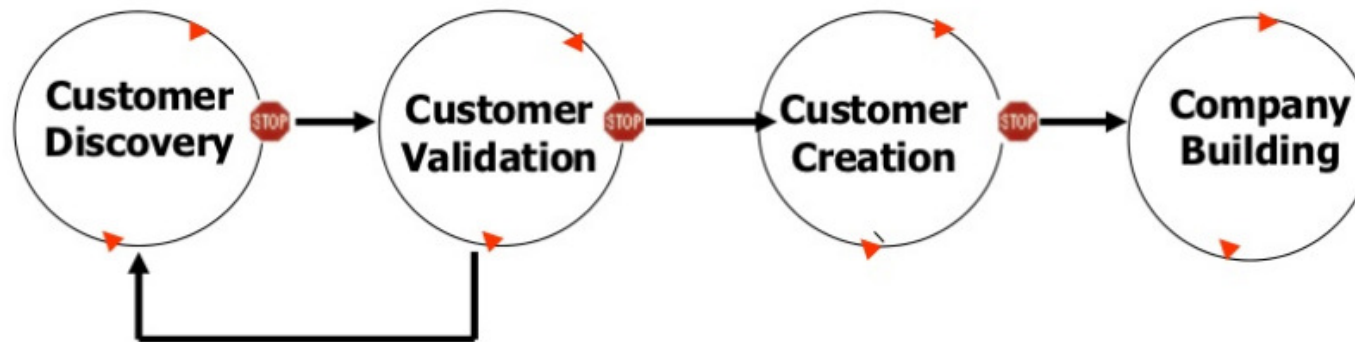 Customer
Discovery
STOP
Customer
Validation
STOP
Customer
Creation
STOP
Company
Building